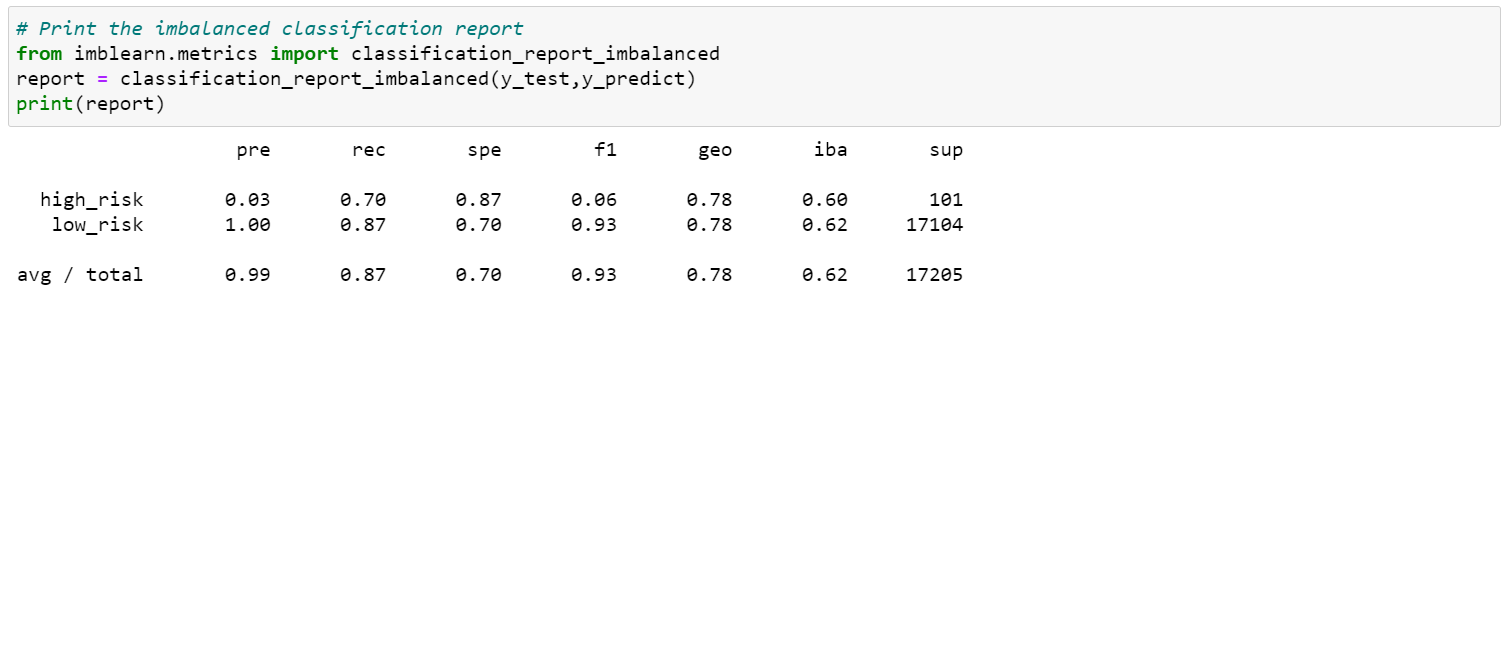 # Print the imbalanced classification report
from imblearn.metrics import classification_report_imbalanced
report = classification_report_imbalanced(y_test,y_predict)
print(report)
pre rec spe f1 geo iba sup
high_risk 0.03 0.70 0.87 0.06 0.78 0.60 101
low_risk 1.00 0.87 0.70 0.93 0.78 0.62 17104
avg / total 0.99 0.87 0.70 0.93 0.78 0.62 17205